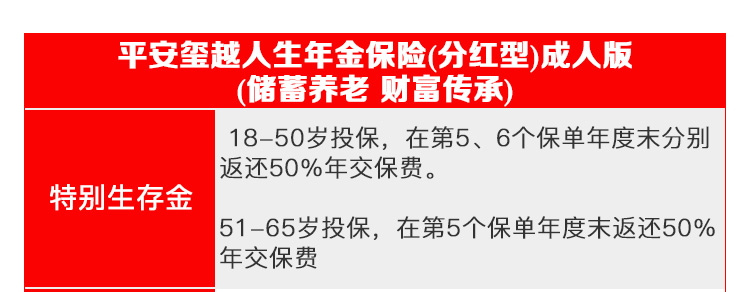 平安玺越人生年金保险(分红型)成人版
(储蓄养老 财富传承)
特别生存金
18-50岁投保，在第5、6个保单年度末分别
返还50%年交保费。
51-65岁投保，在第5个保单年度末返还50%
年交保费